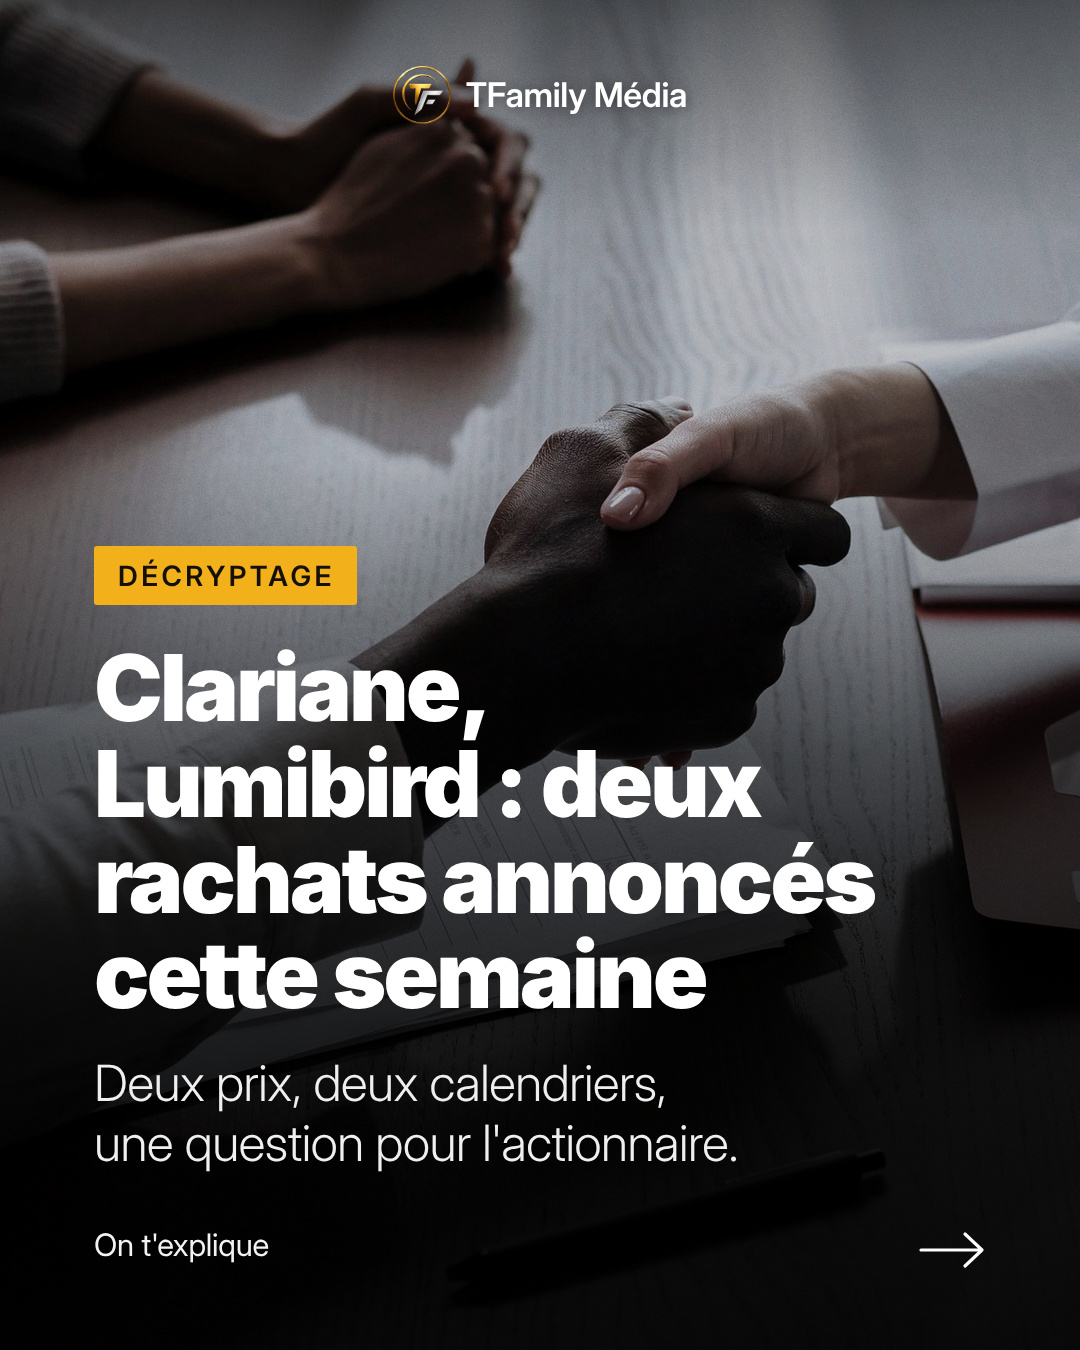 TF TFamily Média
DÉCRYPTAGE
Clariane,
Lumibird : deux
rachats annoncés
cette semaine
Deux prix, deux calendriers,
une question pour l'actionnaire.
On t'explique